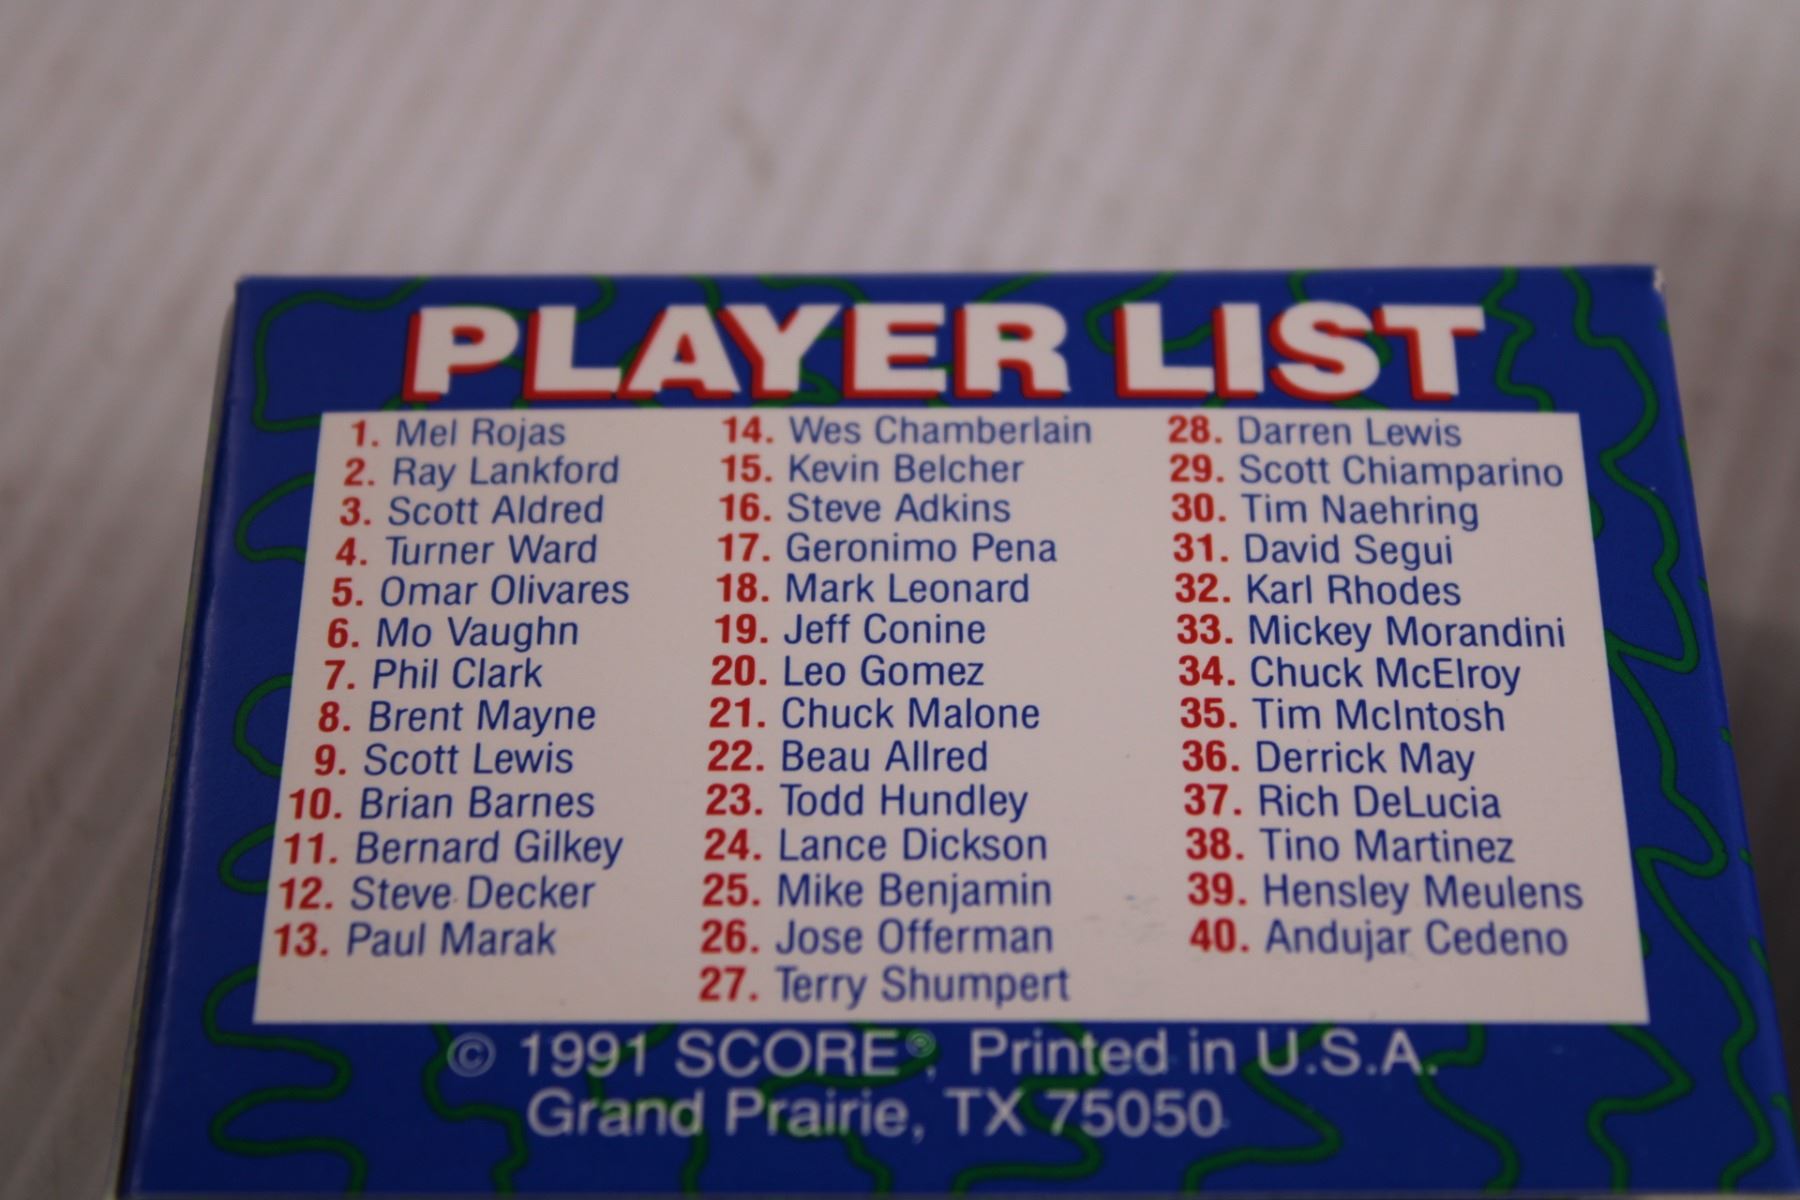 PLAYER LIST
1. Mel Rojas
2. Ray Lankford
3. Scott Aldred
4. Turner Ward
5. Omar Olivares
6. Mo Vaughn
7. Phil Clark
8. Brent Mayne
9. Scott Lewis
10. Brian Barnes
11. Bernard Gilkey
12. Steve Decker
13. Paul Marak
14. Wes Chamberlain
15. Kevin Belcher
16. Steve Adkins
17. Geronimo Pena
18. Mark Leonard
19. Jeff Conine
20. Leo Gomez
21. Chuck Malone
22. Beau Allred
23. Todd Hundley
24. Lance Dickson
25. Mike Benjamin
26. Jose Offerman
27. Terry Shumpert
28. Darren Lewis
29. Scott Chiamparino
30. Tim Naehring
31. David Segui
32. Karl Rhodes
33. Mickey Morandini
34. Chuck McElroy
35. Tim McIntosh
36. Derrick May
37. Rich DeLucia
38. Tino Martinez
39. Hensley Meulens
40. Andujar Cedeno
© 1991 SCORE®, Printed in U.S.A.
Grand Prairie, TX 75050